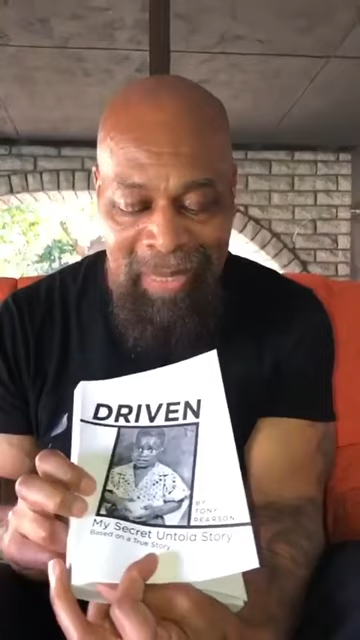 DRIVEN
BY
TONY
PEARSON
My Secret Untold Story
Based on a True Story